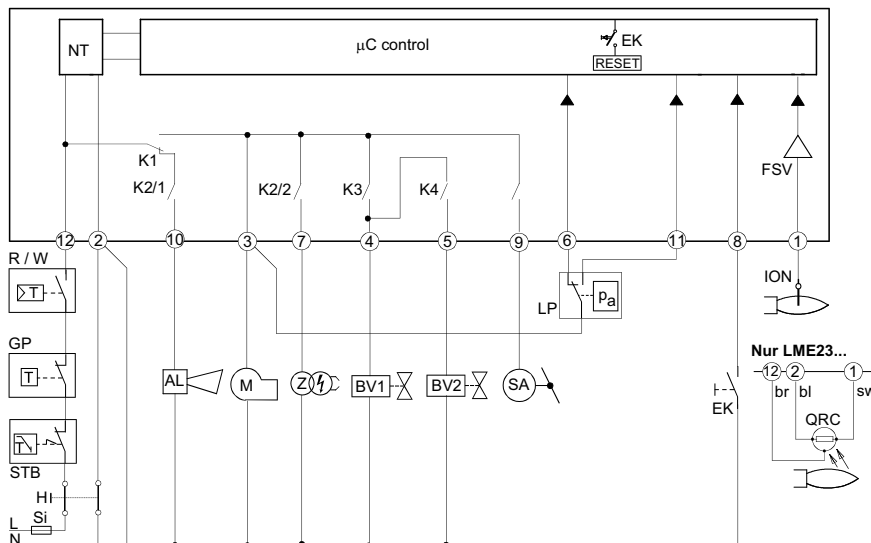 NT
µC control
EK
RESET
K1
FSV
K2/1
K2/2
K3
K4
12
2
10
3
7
4
5
9
6
11
8
1
R / W
T
LP
pa
ION
GP
T
Nur LME23...
12 2 1
AL
M
Z
BV1
BV2
SA
EK
br bl sw
QRC
T
STB
H
L
Si
N